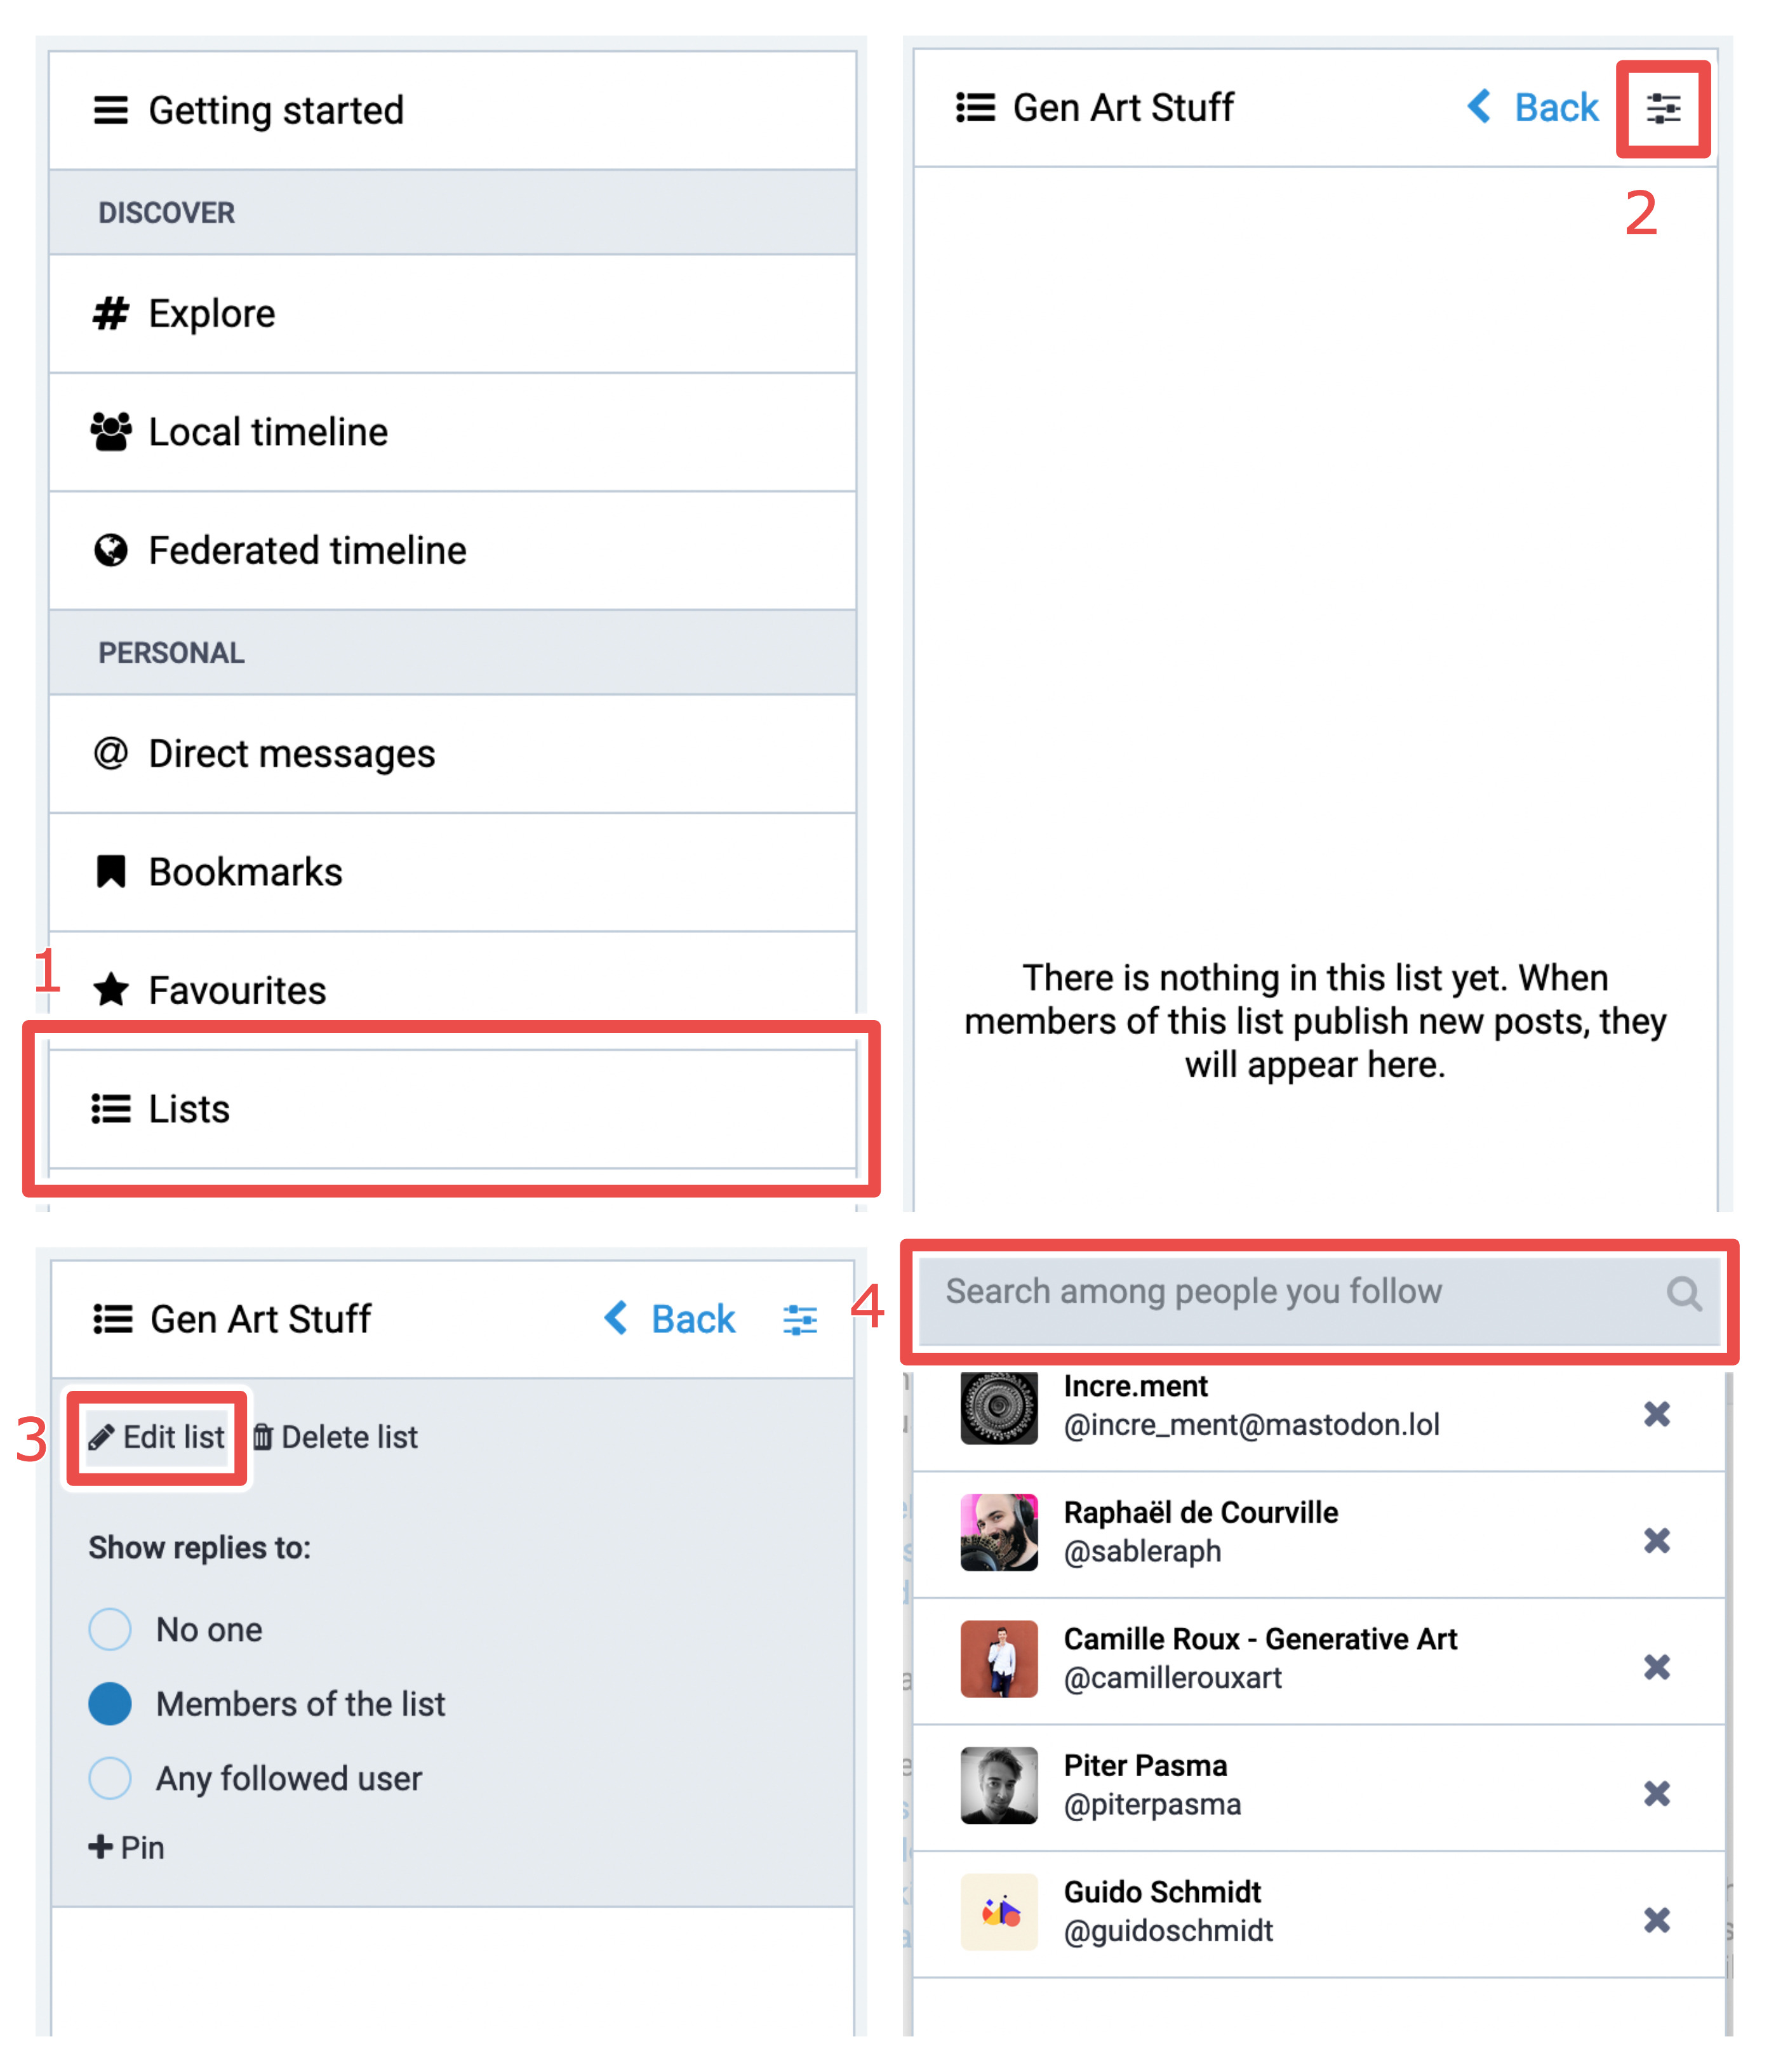 Getting started
DISCOVER
# Explore
Local timeline
Federated timeline
PERSONAL
@ Direct messages
Bookmarks
1
Favourites
Lists
Gen Art Stuff
Back
2
There is nothing in this list yet. When
members of this list publish new posts, they
will appear here.
Gen Art Stuff
Back
3
Edit list
Delete list
Show replies to:
No one
Members of the list
Any followed user
+ Pin
4
Search among people you follow
Incre.ment
@incre_ment@mastodon.lol
Raphaël de Courville
@sableraph
Camille Roux - Generative Art
@camillerouxart
Piter Pasma
@piterpasma
Guido Schmidt
@guidoschmidt